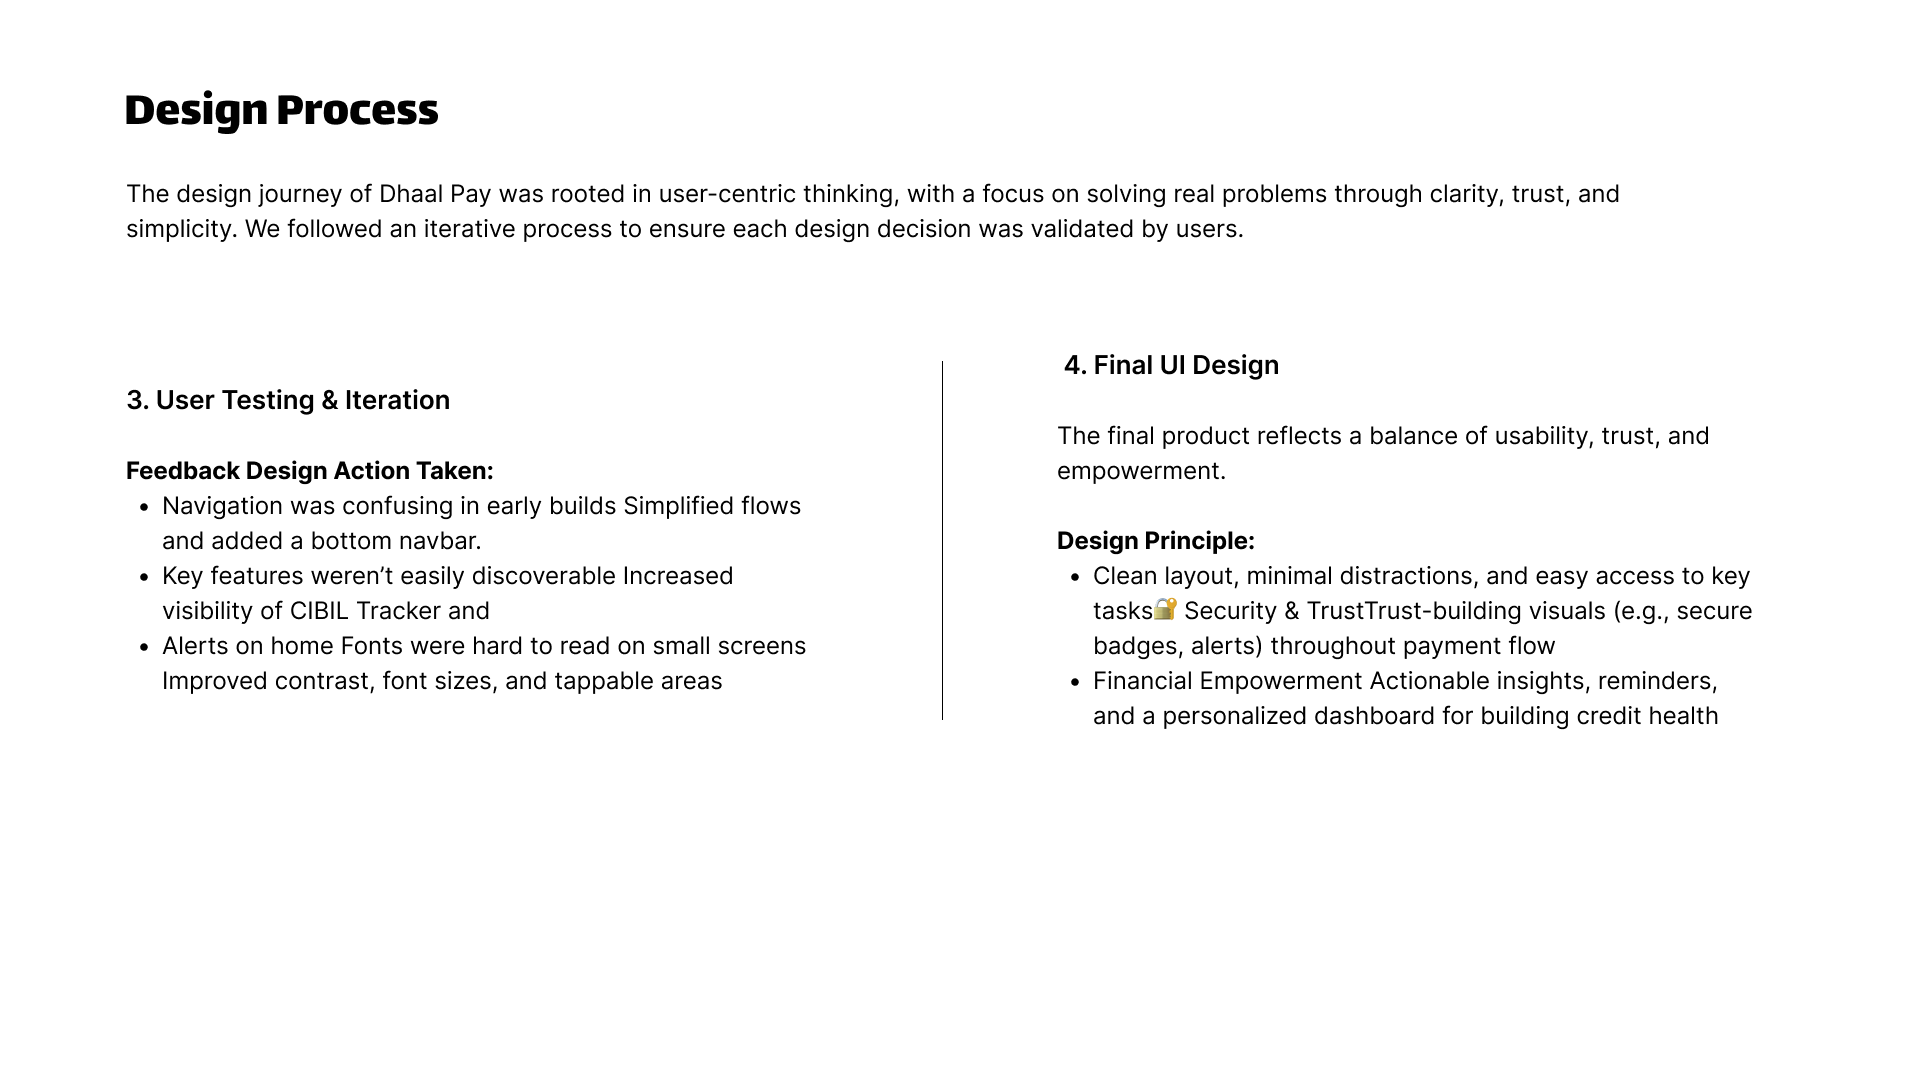 Design Process
The design journey of Dhaal Pay was rooted in user-centric thinking, with a focus on solving real problems through clarity, trust, and
simplicity. We followed an iterative process to ensure each design decision was validated by users.
3. User Testing & Iteration
Feedback Design Action Taken:
• Navigation was confusing in early builds Simplified flows
and added a bottom navbar.
• Key features weren’t easily discoverable Increased
visibility of CIBIL Tracker and
• Alerts on home Fonts were hard to read on small screens
Improved contrast, font sizes, and tappable areas
4. Final UI Design
The final product reflects a balance of usability, trust, and
empowerment.
Design Principle:
• Clean layout, minimal distractions, and easy access to key
tasks🔐 Security & TrustTrust-building visuals (e.g., secure
badges, alerts) throughout payment flow
• Financial Empowerment Actionable insights, reminders,
and a personalized dashboard for building credit health